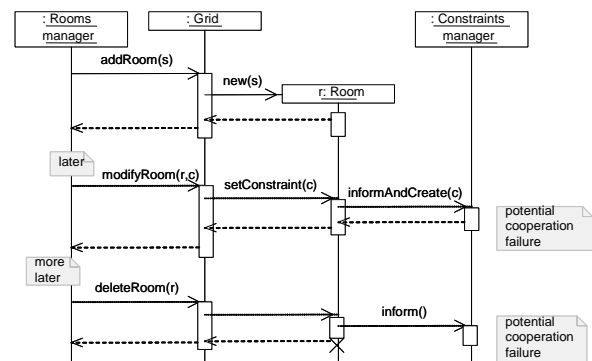 : Rooms
manager
: Grid
: Constraints
manager
addRoom(s)
new(s)
r: Room
later
modifyRoom(r,c)
setConstraint(c)
informAndCreate(c)
potential
cooperation
failure
more
later
deleteRoom(r)
inform()
potential
cooperation
failure